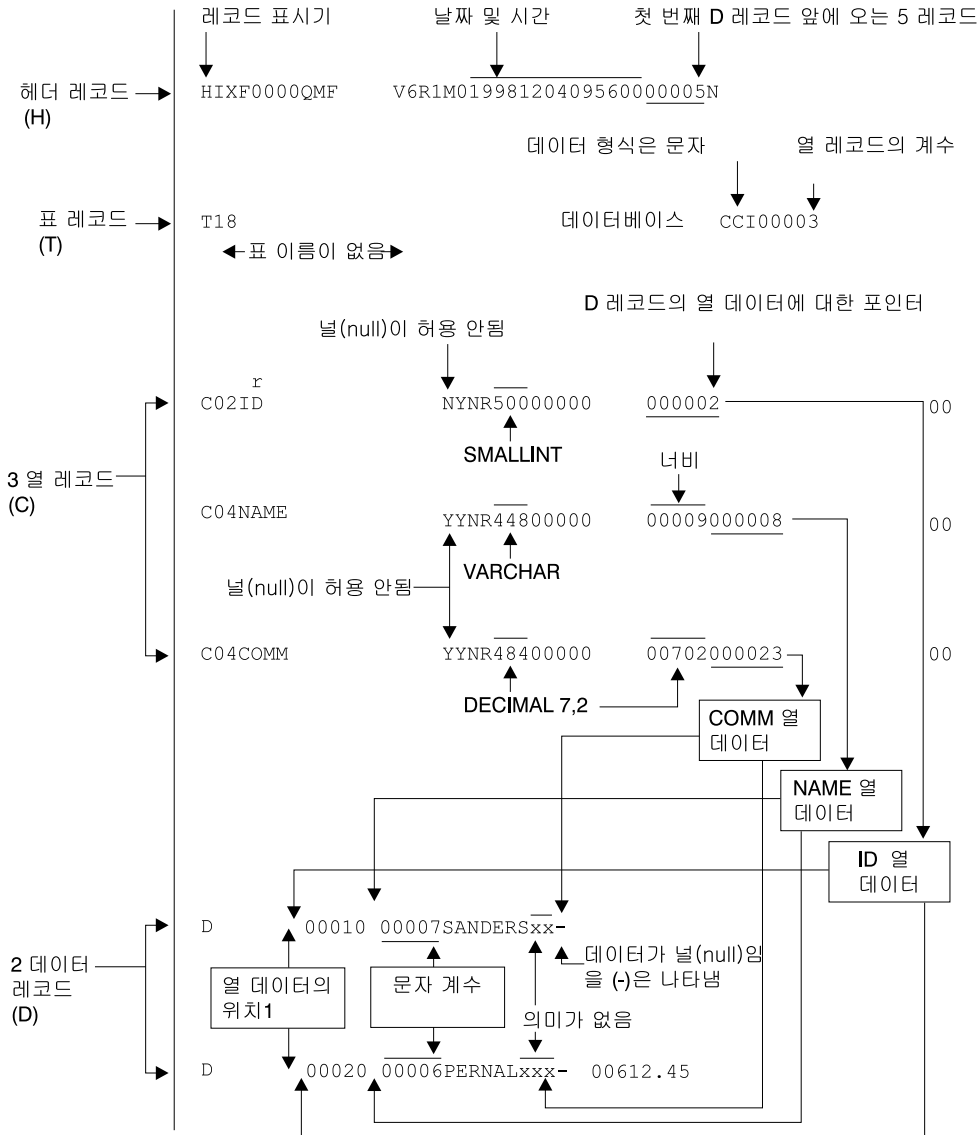 레코드 표시기 날짜 및 시간 첫 번째 D 레코드 앞에 오는 5 레코드
헤더 레코드 HIXF0000QMF V6R1M01998120409560000005N
(H)
데이터 형식은 문자 열 레코드의 계수
표 레코드 T18 데이터베이스 CCI00003
(T)
표 이름이 없음
D 레코드의 열 데이터에 대한 포인터
널(null)이 허용 안됨
r
C02ID NYNR50000000 000002 00
SMALLINT 너비
3 열 레코드
(C)
C04NAME YYNR44800000 00009000008 00
VARCHAR
널(null)이 허용 안됨
C04COMM YYNR48400000 00702000023 00
DECIMAL 7,2
COMM 열
데이터
NAME 열
데이터
ID 열
데이터
D 00010 00007SANDERSxx-
2 데이터
레코드
(D)
열 데이터의
위치1
문자 계수
데이터가 널(null)임
을 (-)은 나타냄
의미가 없음
D 00020 00006PERNALxxx- 00612.45